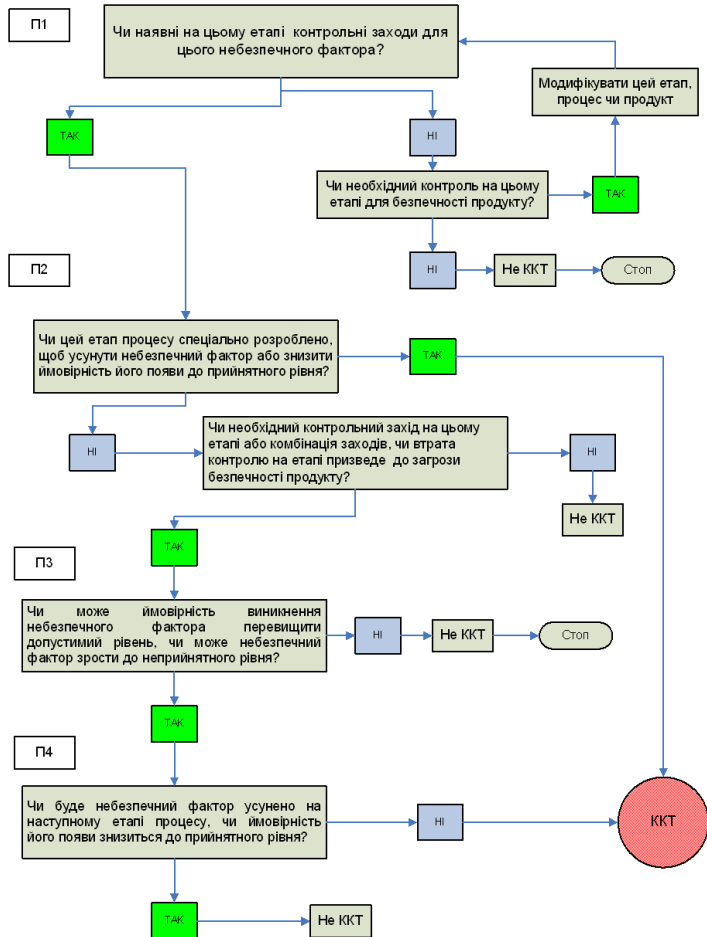 П1
Чи наявні на цьому етапі контрольні заходи для
цього небезпечного фактора?
Модифікувати цей етап,
процес чи продукт
ТАК
НІ
Чи необхідний контроль на цьому
етапі для безпечності продукту?
ТАК
П2
НІ
Не ККТ
Стоп
Чи цей етап процесу спеціально розроблено,
щоб усунути небезпечний фактор або знизити
ймовірність його появи до прийнятного рівня?
ТАК
НІ
Чи необхідний контрольний захід на цьому
етапі або комбінація заходів, чи втрата
контролю на етапі призведе до загрози
безпечності продукту?
НІ
Не ККТ
ТАК
П3
Чи може ймовірність виникнення
небезпечного фактора перевищити
допустимий рівень, чи може небезпечний
фактор зрости до неприйнятного рівня?
НІ
Не ККТ
Стоп
ТАК
П4
Чи буде небезпечний фактор усунено на
наступному етапі процесу, чи ймовірність
його появи знизиться до прийнятного рівня?
НІ
ККТ
ТАК
Не ККТ